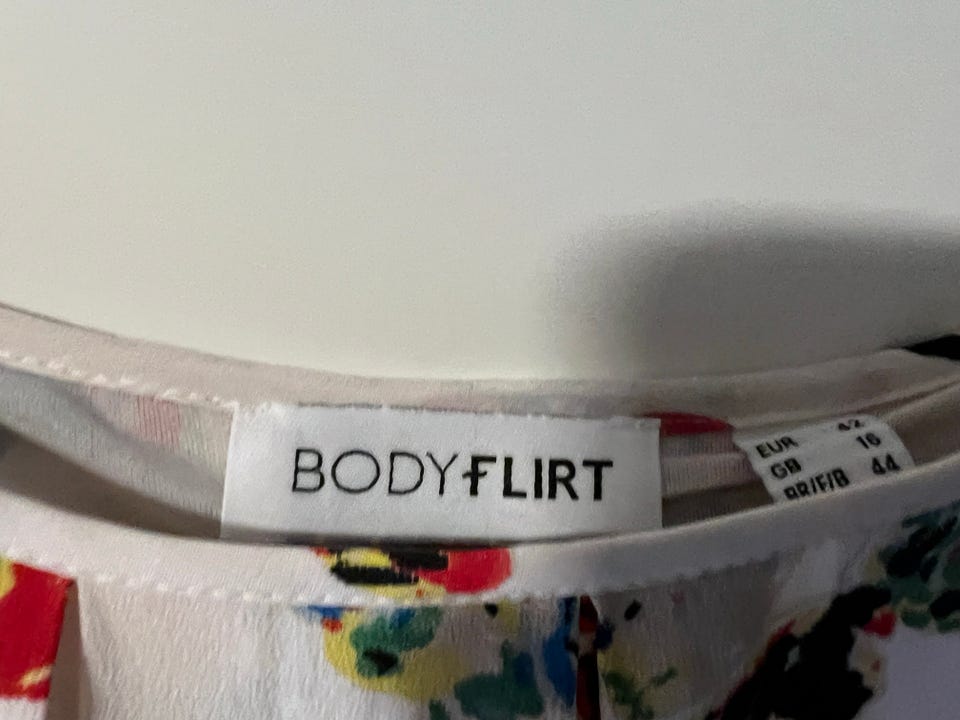 BODYFLIRT
EUR 42
GB 16
BR/F/B 44